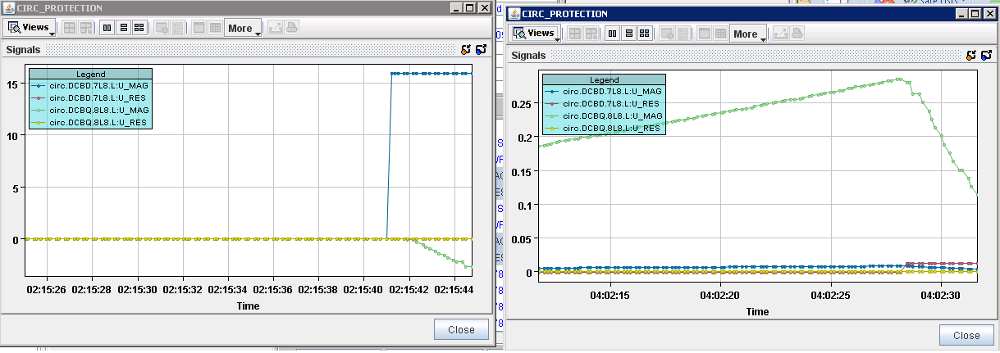 CIRC_PROTECTION
Views
More
Signals
Legend
circ.DCBD.7L8.L:U_MAG
circ.DCBD.7L8.L:U_RES
circ.DCBQ.8L8.L:U_MAG
circ.DCBQ.8L8.L:U_RES
15
10
5
0
02:15:26 02:15:28 02:15:30 02:15:32 02:15:34 02:15:36 02:15:38 02:15:40 02:15:42 02:15:44
Time
Close
CIRC_PROTECTION
Views
More
Signals
Legend
circ.DCBD.7L8.L:U_MAG
circ.DCBD.7L8.L:U_RES
circ.DCBQ.8L8.L:U_MAG
circ.DCBQ.8L8.L:U_RES
0.25
0.2
0.15
0.1
0.05
0
04:02:15 04:02:20 04:02:25 04:02:30
Time
Close